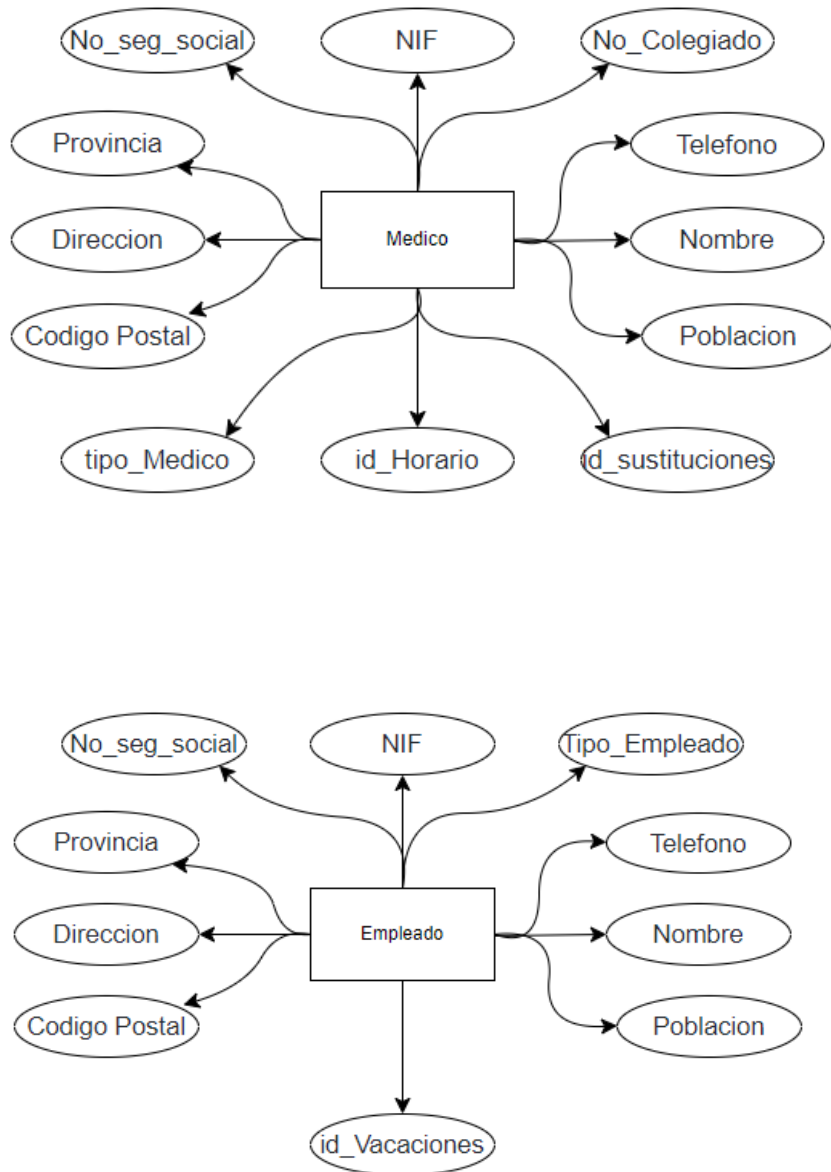 No_seg_social
NIF
No_Colegiado
Provincia
Telefono
Direccion
Medico
Nombre
Codigo Postal
Poblacion
tipo_Medico
id_Horario
id_sustituciones
No_seg_social
NIF
Tipo_Empleado
Provincia
Telefono
Direccion
Empleado
Nombre
Codigo Postal
Poblacion
id_Vacaciones